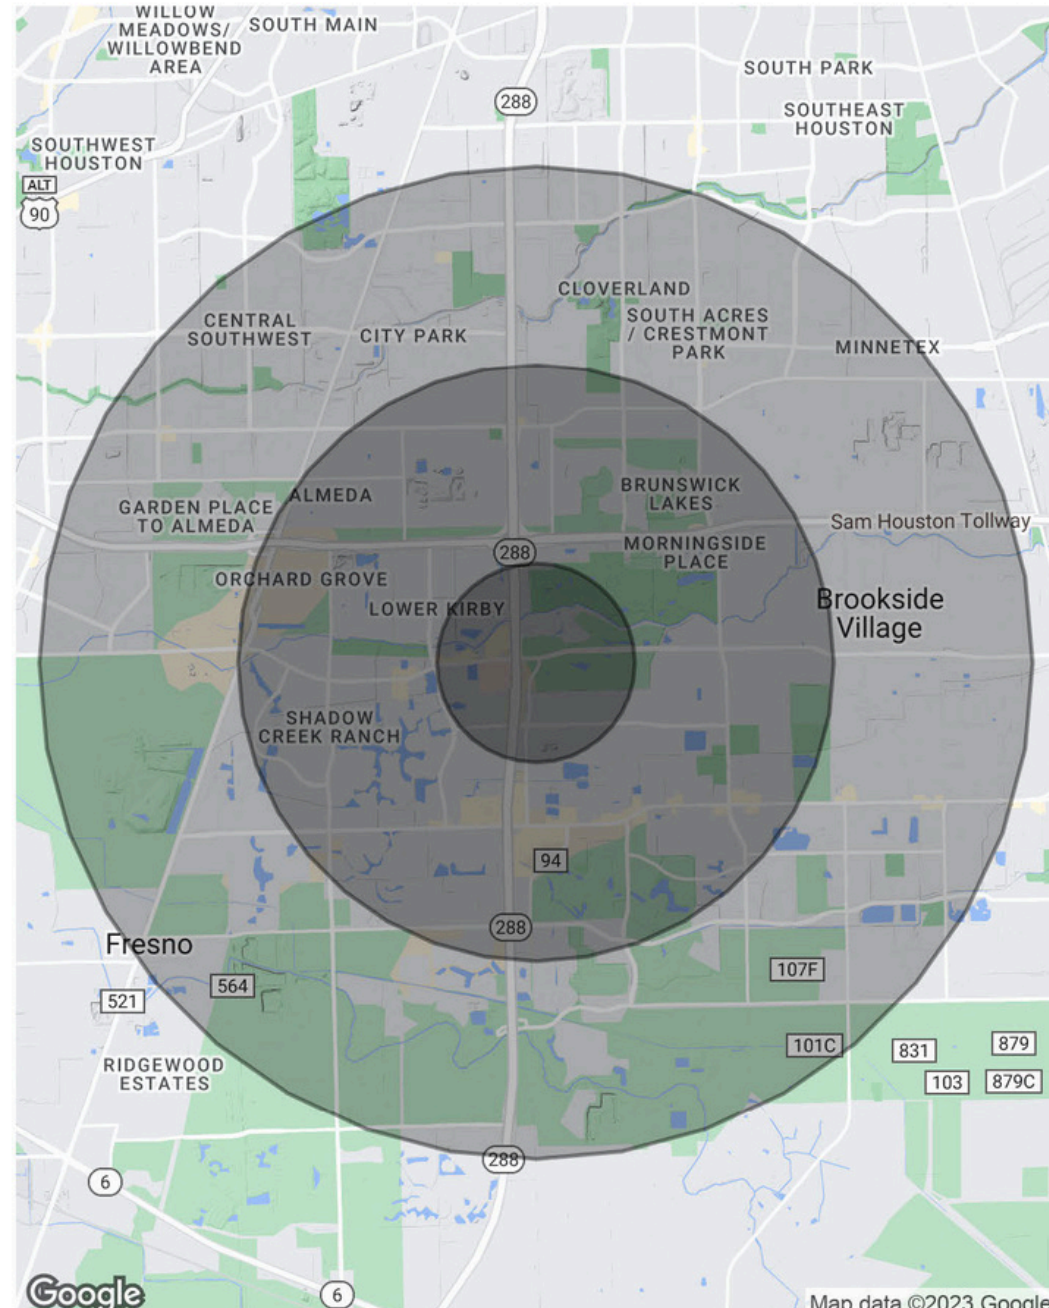 WILLOW
MEADOWS/
WILLOWBEND
AREA
SOUTH MAIN
SOUTH PARK
288
SOUTHEAST
HOUSTON
SOUTHWEST
HOUSTON
ALT
90
CLOVERLAND
CENTRAL
SOUTHWEST
CITY PARK
SOUTH ACRES
/ CRESTMONT
PARK
MINNETEX
ALMEDA
BRUNSWICK
LAKES
GARDEN PLACE
TO ALMEDA
Sam Houston Tollway
288
MORNINGSIDE
PLACE
ORCHARD GROVE
LOWER KIRBY
Brookside
Village
SHADOW
CREEK RANCH
94
288
Fresno
107F
564
521
101C
831
879
RIDGEWOOD
ESTATES
103
879C
288
6
6
Google
Map data ©2023 Google